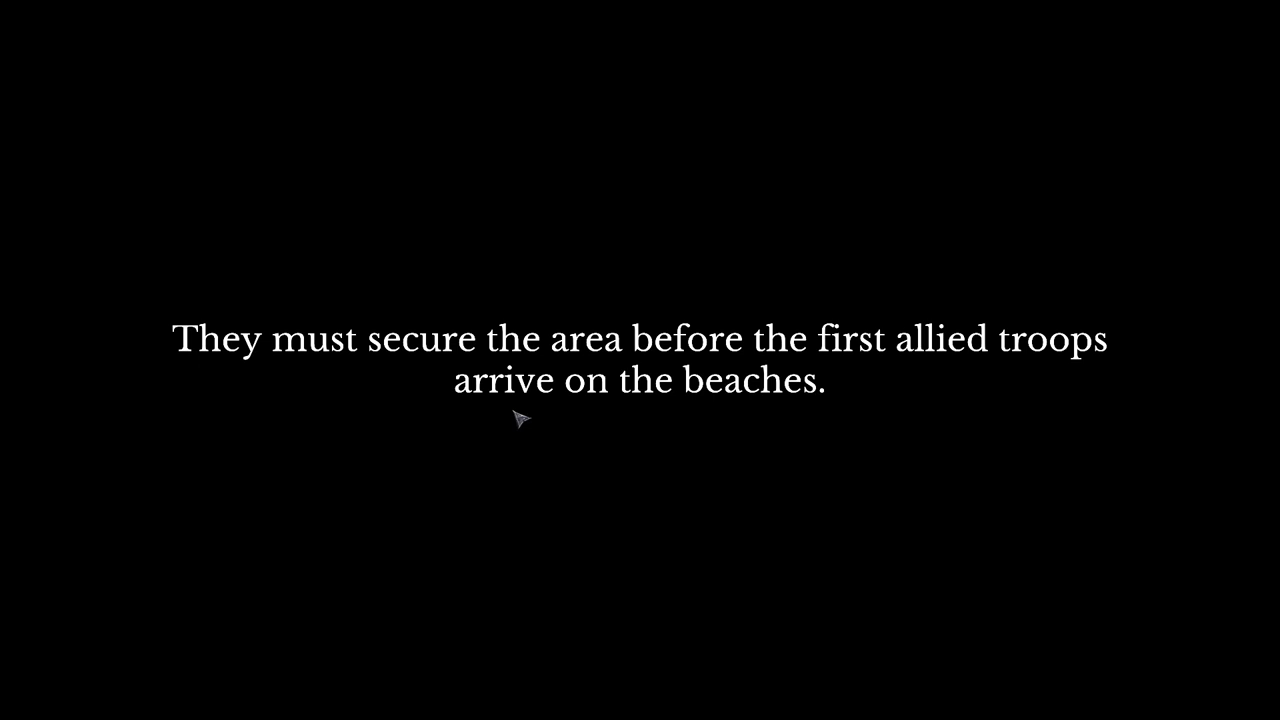 They must secure the area before the first allied troops
arrive on the beaches.